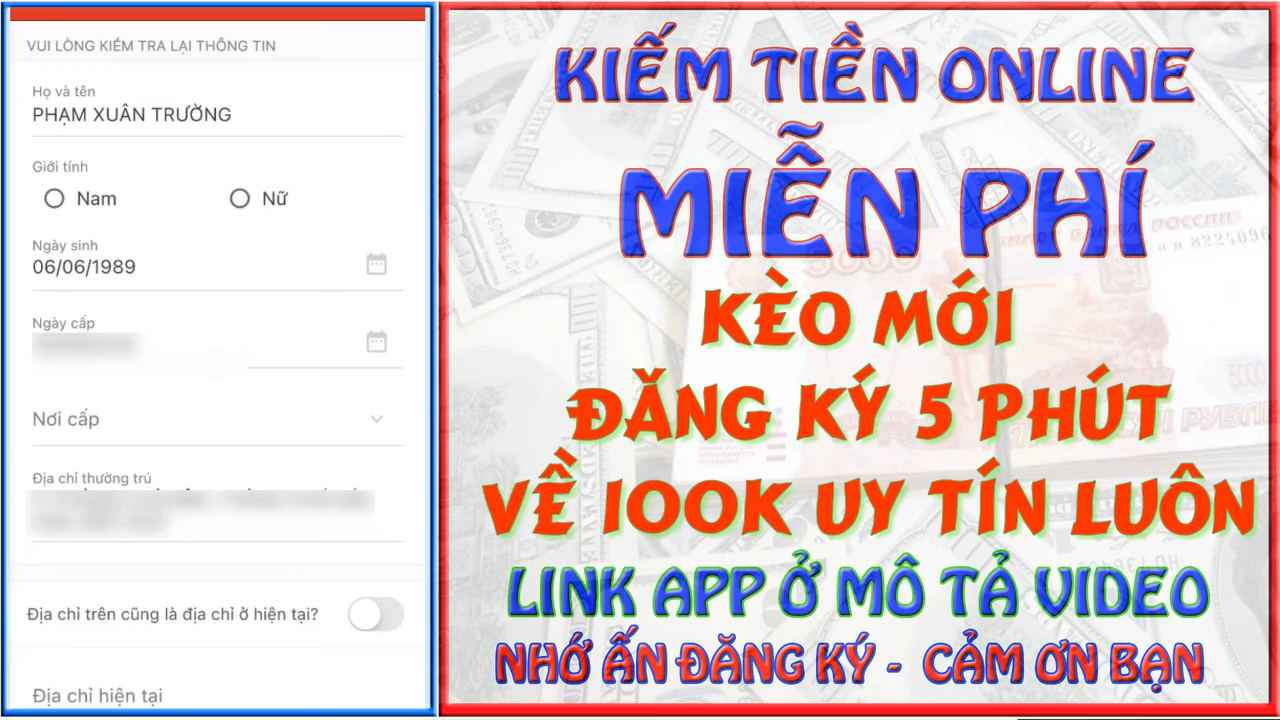 VUI LÒNG KIỂM TRA LẠI THÔNG TIN
Họ và tên
PHẠM XUÂN TRƯỜNG
Giới tính
Nam
Nữ
Ngày sinh
06/06/1989
Ngày cấp
Nơi cấp
Địa chỉ thường trú
Địa chỉ trên cũng là địa chỉ ở hiện tại?
Địa chỉ hiện tại
KIẾM TIỀN ONLINE
MIỄN PHÍ
KÈO MỚI
ĐĂNG KÝ 5 PHÚT
VỀ 100K UY TÍN LUÔN
LINK APP Ở MÔ TẢ VIDEO
NHỚ ẤN ĐĂNG KÝ - CẢM ƠN BẠN